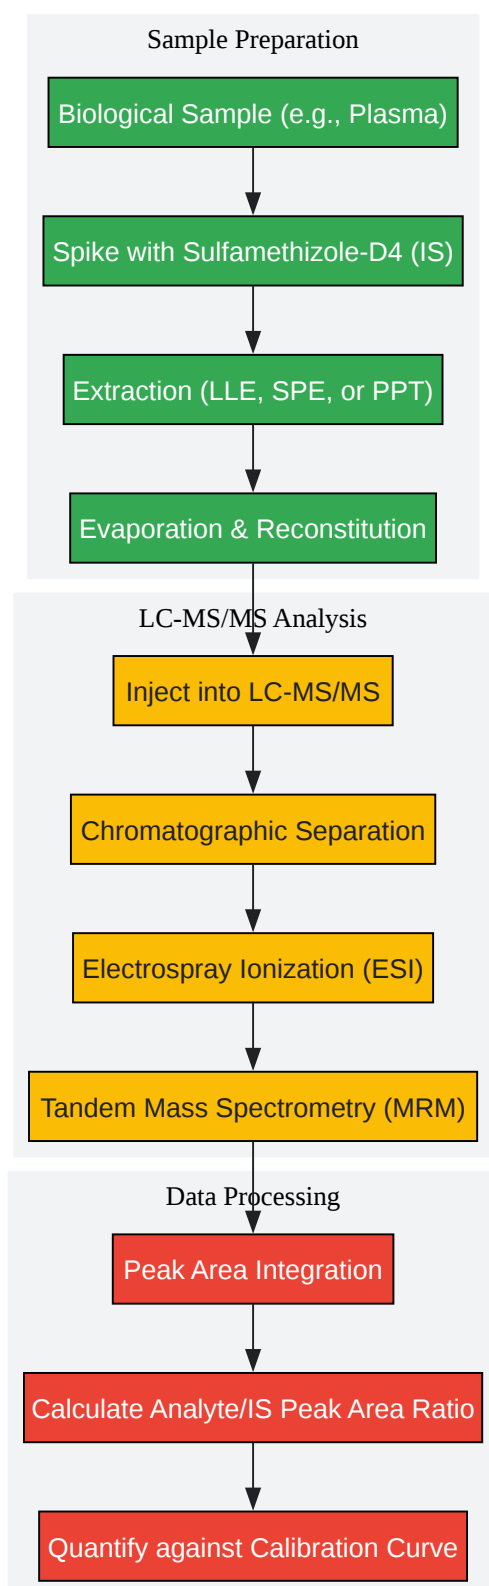 Sample Preparation
Biological Sample (e.g., Plasma)
Spike with Sulfamethizole-D4 (IS)
Extraction (LLE, SPE, or PPT)
Evaporation & Reconstitution
LC-MS/MS Analysis
Inject into LC-MS/MS
Chromatographic Separation
Electrospray Ionization (ESI)
Tandem Mass Spectrometry (MRM)
Data Processing
Peak Area Integration
Calculate Analyte/IS Peak Area Ratio
Quantify against Calibration Curve